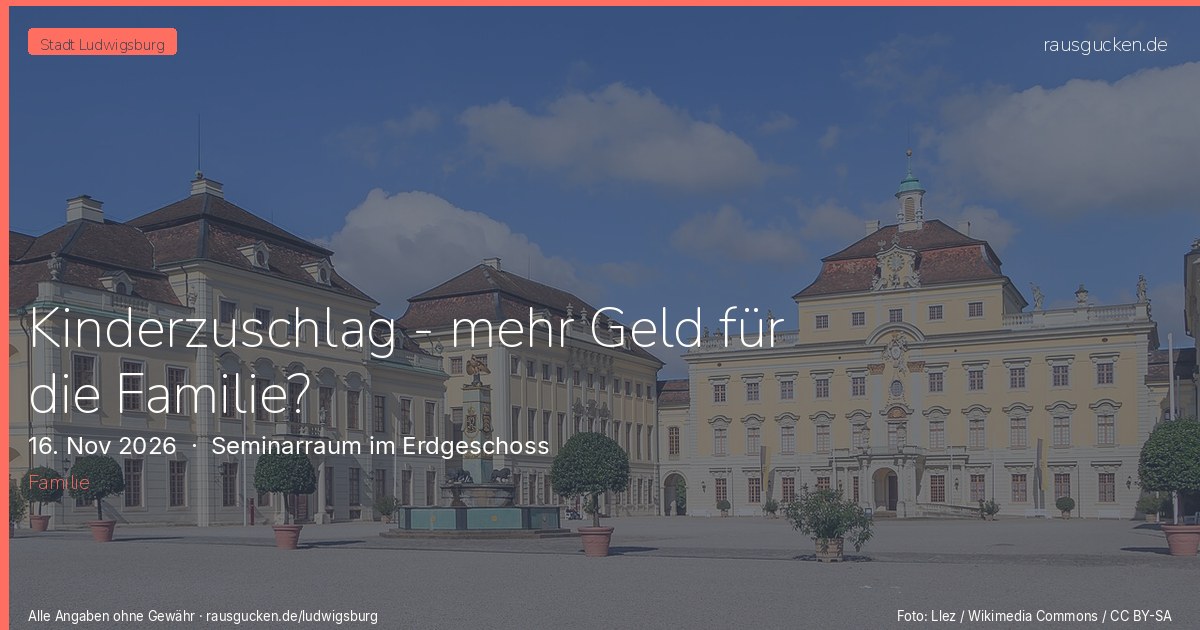 Stadt Ludwigsburg
rausgucken.de
Kinderzuschlag - mehr Geld für
die Familie?
16. Nov 2026 · Seminarraum im Erdgeschoss
Familie
Alle Angaben ohne Gewähr · rausgucken.de/ludwigsburg
Foto: Llez / Wikimedia Commons / CC BY-SA